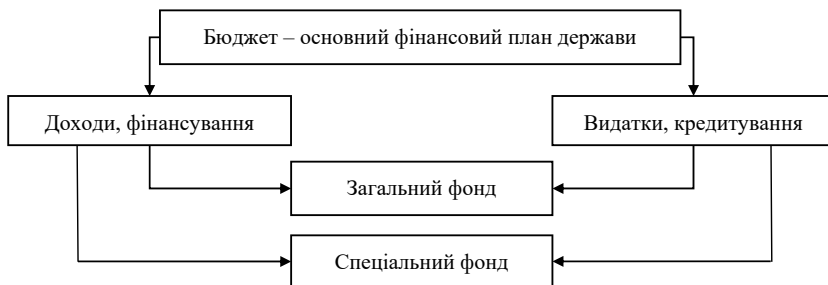 Бюджет – основний фінансовий план держави
Доходи, фінансування
Видатки, кредитування
Загальний фонд
Спеціальний фонд